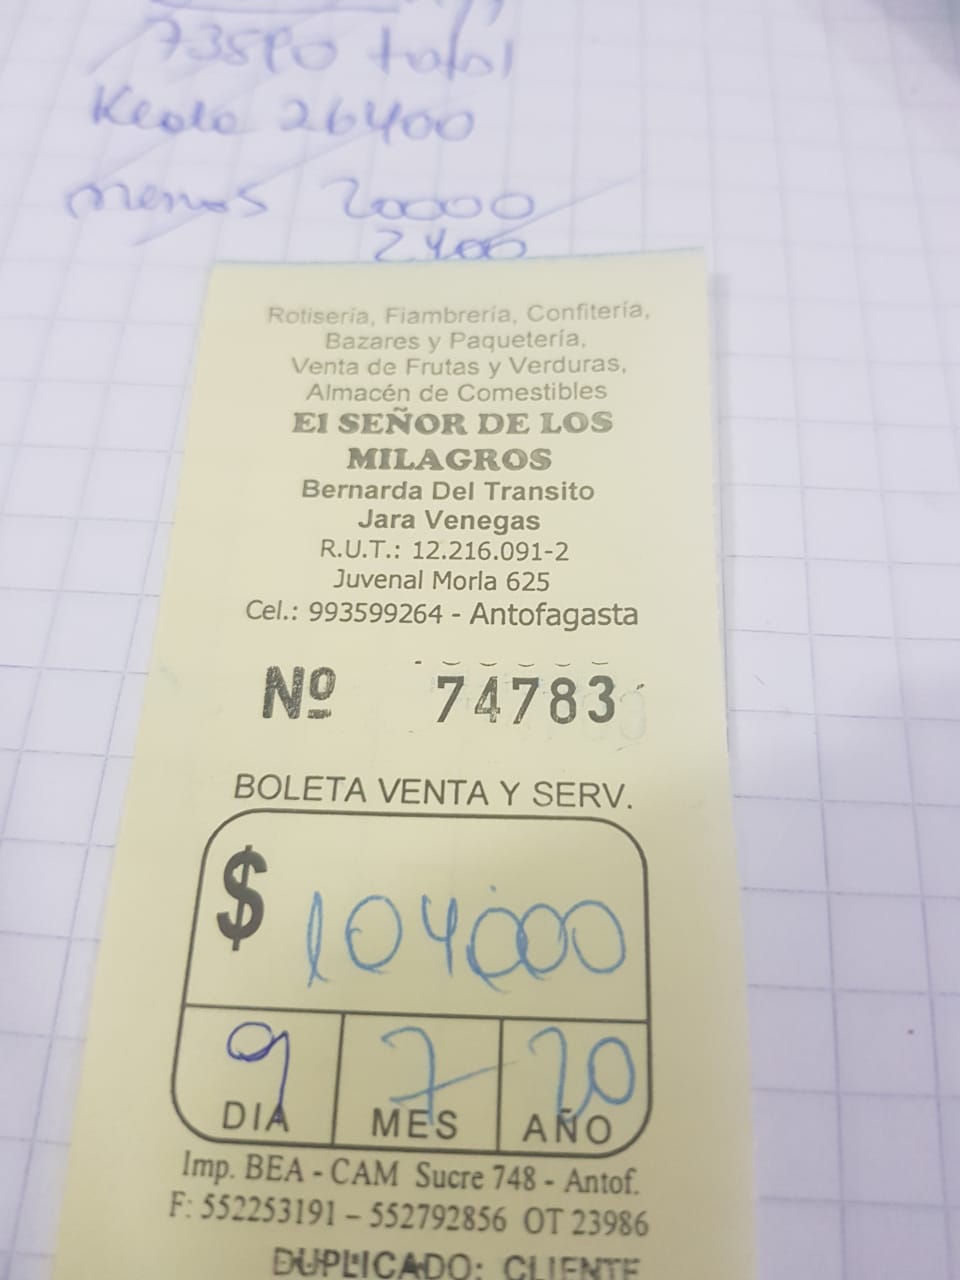 total
Kedo 26400
menos 20000
2400
Rotisería, Fiambrería, Confitería,
Bazares y Paquetería,
Venta de Frutas y Verduras,
Almacén de Comestibles
El SEÑOR DE LOS
MILAGROS
Bernarda Del Transito
Jara Venegas
R.U.T.: 12.216.091-2
Juvenal Morla 625
Cel.: 993599264 - Antofagasta
Nº 74783
BOLETA VENTA Y SERV.
$ 104.000
9 7 20
DIA MES AÑO
Imp. BEA - CAM Sucre 748 - Antof.
F: 552253191 – 552792856 OT 23986
DUPLICADO: CLIENTE